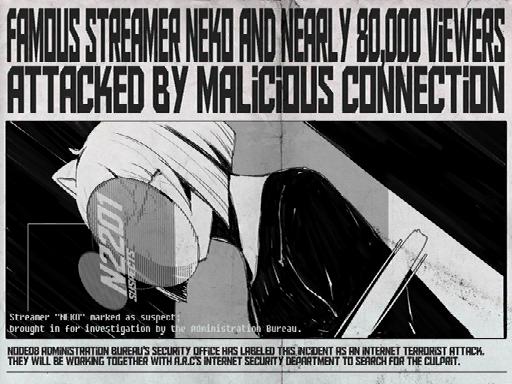 FAMOUS STREAMER NEKO AND NEARLY 80,000 VIEWERS
ATTACKED BY MALICIOUS CONNECTION
N2201
SUSPECTS
Streamer "NEKO" marked as suspect;
brought in for investigation by the Administration Bureau.
NODE08 ADMINISTRATION BUREAU'S SECURITY OFFICE HAS LABELED THIS INCIDENT AS AN INTERNET TERRORIST ATTACK.
THEY WILL BE WORKING TOGETHER WITH A.R.C'S INTERNET SECURITY DEPARTMENT TO SEARCH FOR THE CULPRIT.